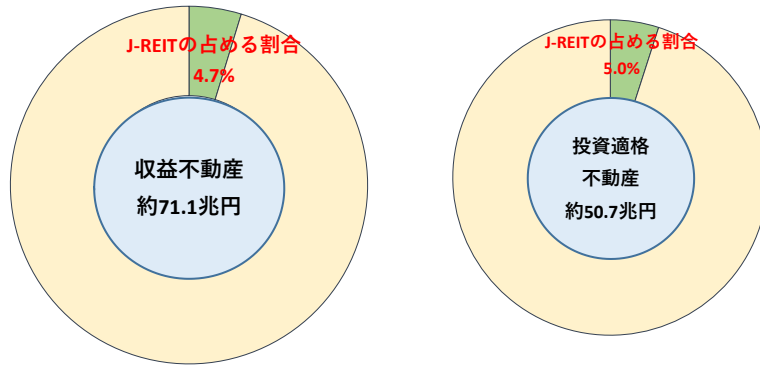 J-REITの占める割合
4.7%
収益不動産
約71.1兆円
J-REITの占める割合
5.0%
投資適格
不動産
約50.7兆円